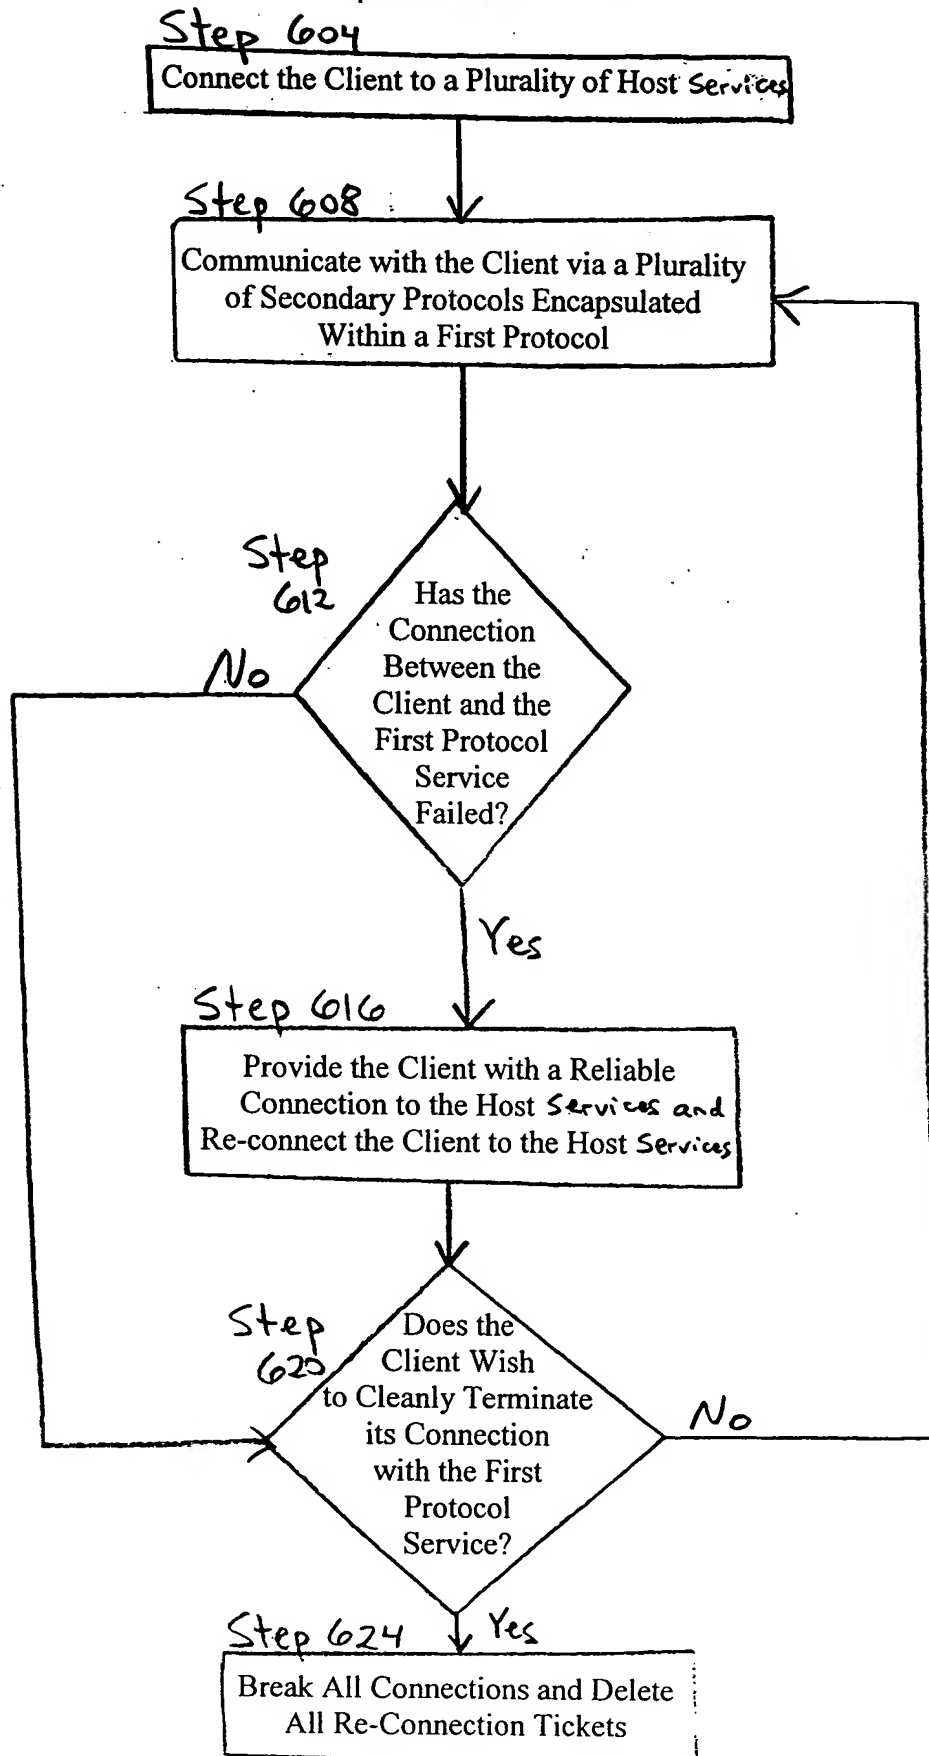 Step 604
Connect the Client to a Plurality of Host Services
Step 608
Communicate with the Client via a Plurality
of Secondary Protocols Encapsulated
Within a First Protocol
Step
612
Has the
Connection
Between the
Client and the
First Protocol
Service
Failed?
No
Yes
Step 616
Provide the Client with a Reliable
Connection to the Host Services and
Re-connect the Client to the Host Services
Step
620
Does the
Client Wish
to Cleanly Terminate
its Connection
with the First
Protocol
Service?
No
Yes
Step 624
Break All Connections and Delete
All Re-Connection Tickets